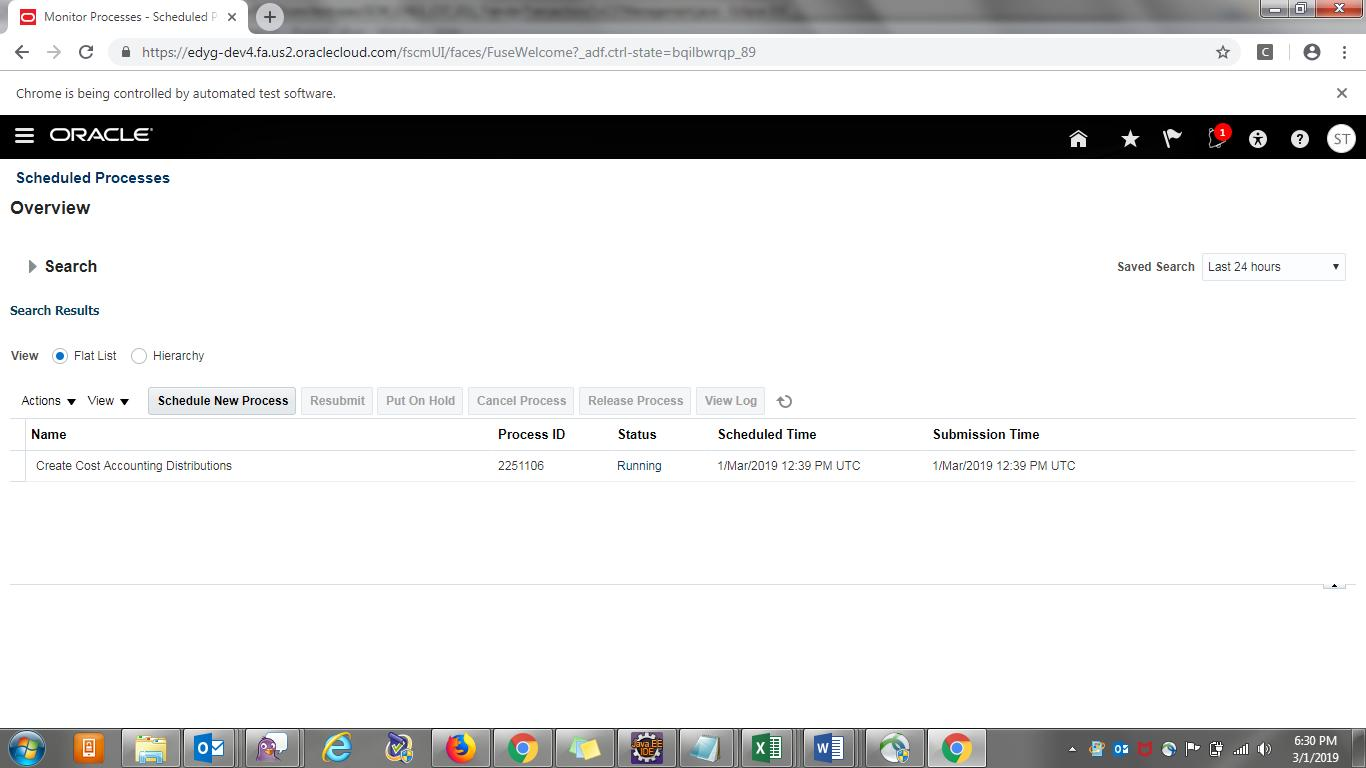 Monitor Processes - Scheduled P
https://edyg-dev4.fa.us2.oraclecloud.com/fscmUI/faces/FuseWelcome?_adf.ctrl-state=bqilbwrqp_89
C
Chrome is being controlled by automated test software.
ORACLE
1
ST
Scheduled Processes
Overview
Search
Saved Search Last 24 hours
Search Results
View Flat List Hierarchy
Actions View Schedule New Process Resubmit Put On Hold Cancel Process Release Process View Log
Name Process ID Status Scheduled Time Submission Time
Create Cost Accounting Distributions 2251106 Running 1/Mar/2019 12:39 PM UTC 1/Mar/2019 12:39 PM UTC
Java EE
IDE
6:30 PM
3/1/2019